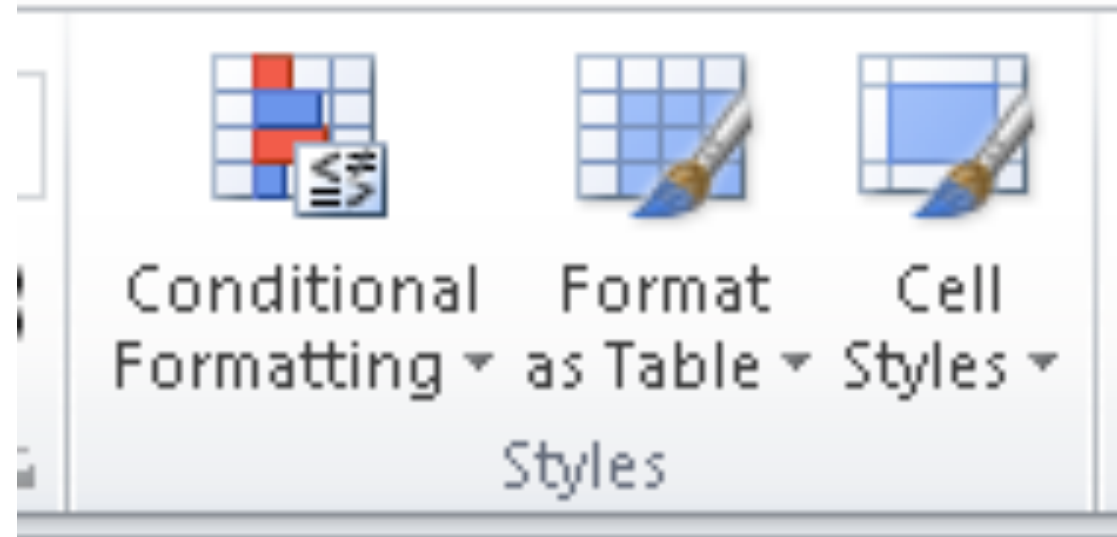 Conditional Formatting
Format as Table
Cell Styles
Styles